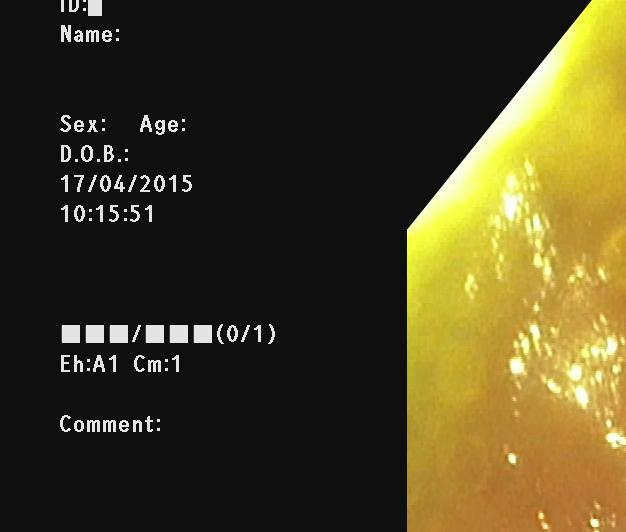 ID:
Name:
Sex: Age:
D.O.B.:
17/04/2015
10:15:51
■■■/■■■(0/1)
Eh:A1 Cm:1
Comment: